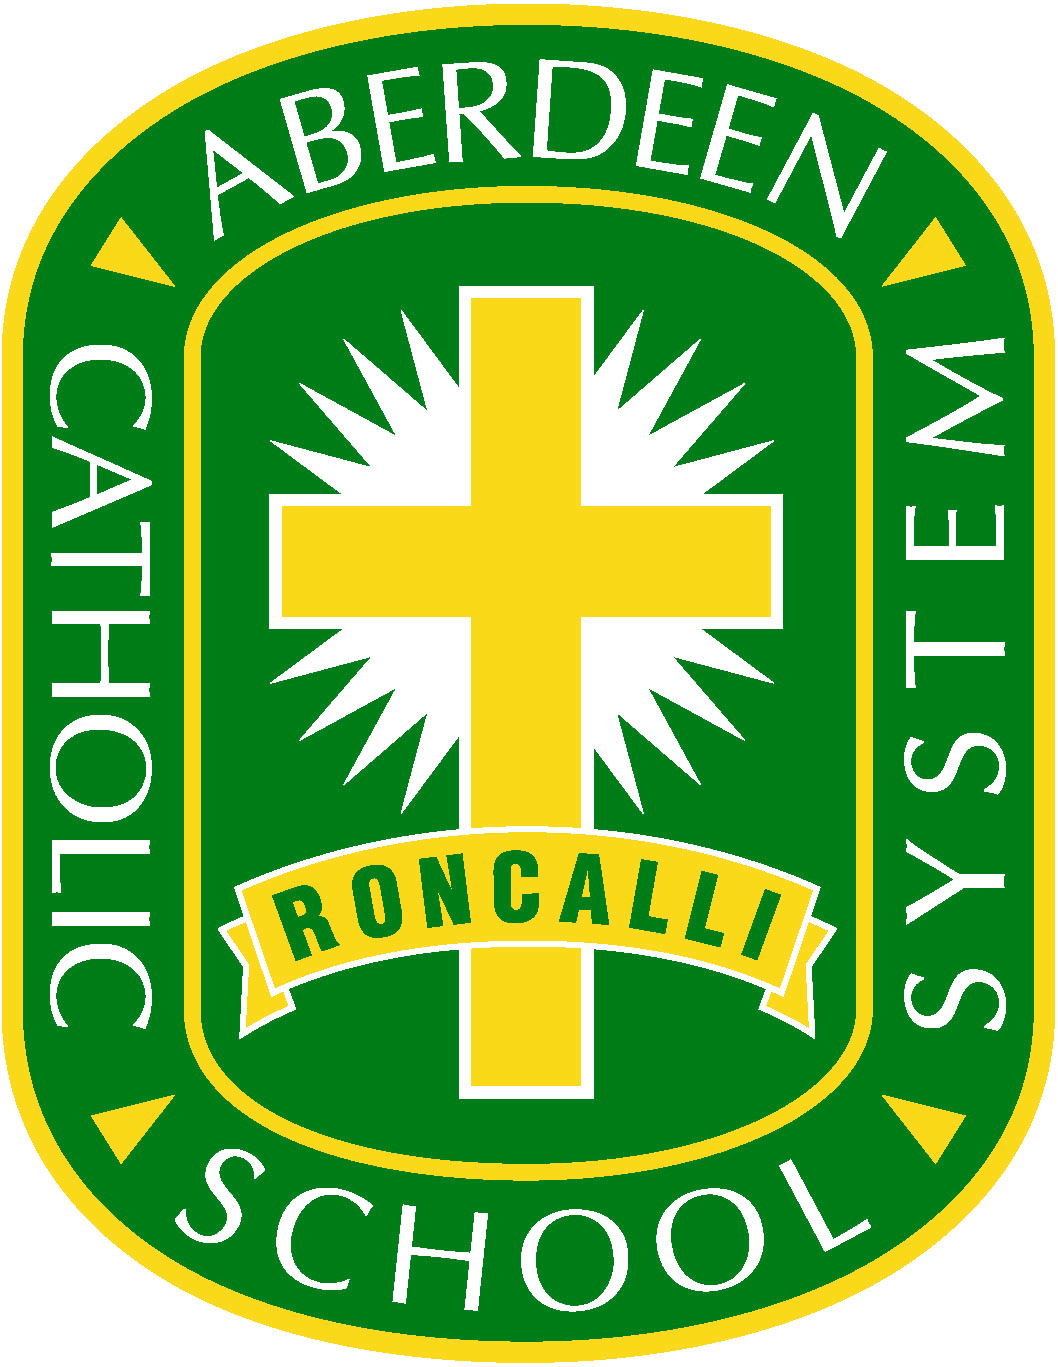 ABERDEEN
CATHOLIC
SCHOOL
SYSTEM
RONCALLI